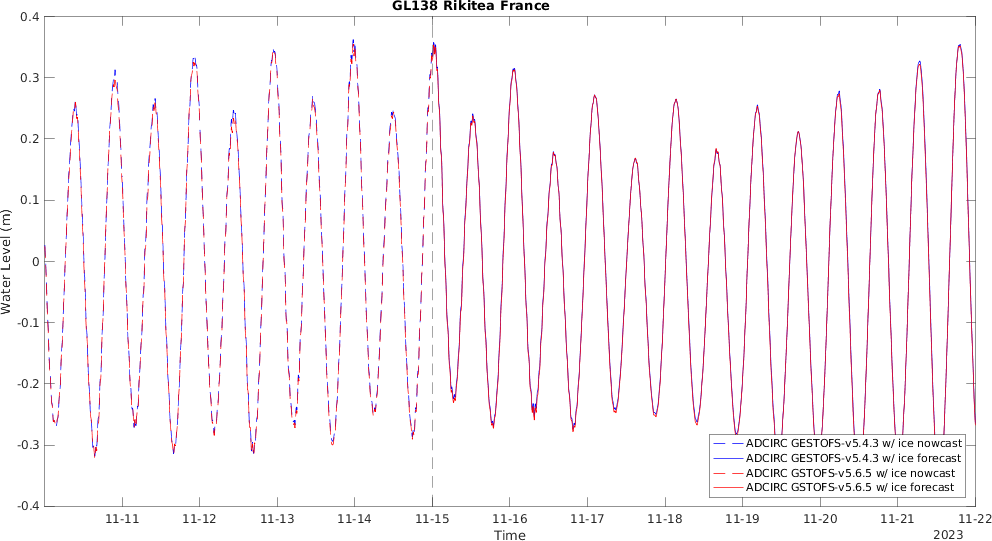 GL138 Rikitea France
0.4
0.3
0.2
0.1
0
-0.1
-0.2
-0.3
-0.4
Water Level (m)
ADCIRC GESTOFS-v5.4.3 w/ ice nowcast
ADCIRC GESTOFS-v5.4.3 w/ ice forecast
ADCIRC GSTOFS-v5.6.5 w/ ice nowcast
ADCIRC GSTOFS-v5.6.5 w/ ice forecast
11-11 11-12 11-13 11-14 11-15 11-16 11-17 11-18 11-19 11-20 11-21 11-22
Time
2023